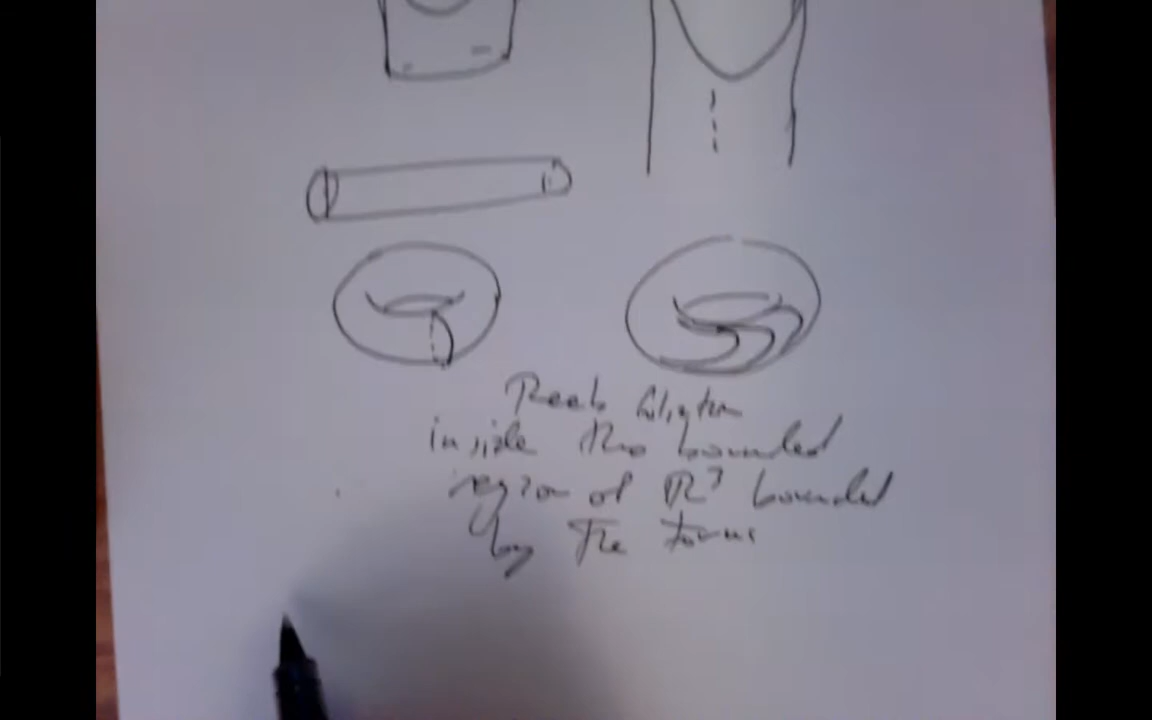 Reeb foliation
inside the bounded
region of R³ bounded
by The torus